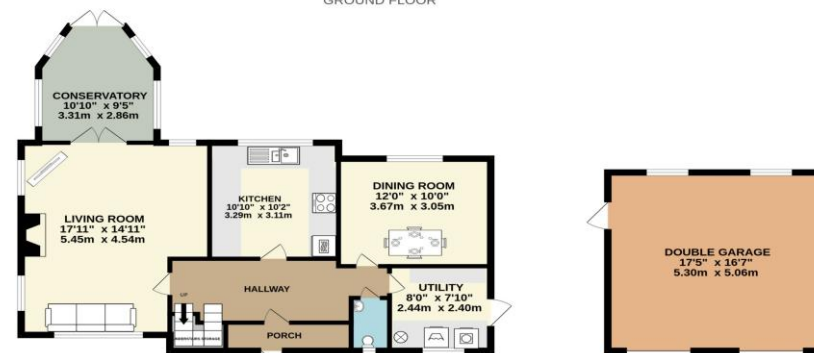 GROUND FLOOR
CONSERVATORY
10'10" x 9'5"
3.31m x 2.86m
LIVING ROOM
17'11" x 14'11"
5.45m x 4.54m
KITCHEN
10'10" x 10'2"
3.29m x 3.11m
DINING ROOM
12'0" x 10'0"
3.67m x 3.05m
HALLWAY
UP
UNDERSTAIRS STORAGE
PORCH
UTILITY
8'0" x 7'10"
2.44m x 2.40m
DOUBLE GARAGE
17'5" x 16'7"
5.30m x 5.06m